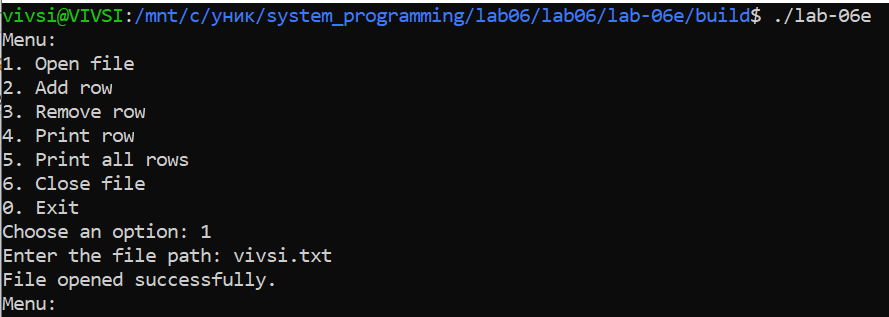 vivsi@VIVSI:/mnt/c/уник/system_programming/lab06/lab06/lab-06e/build$ ./lab-06e
Menu:
1. Open file
2. Add row
3. Remove row
4. Print row
5. Print all rows
6. Close file
0. Exit
Choose an option: 1
Enter the file path: vivsi.txt
File opened successfully.
Menu: